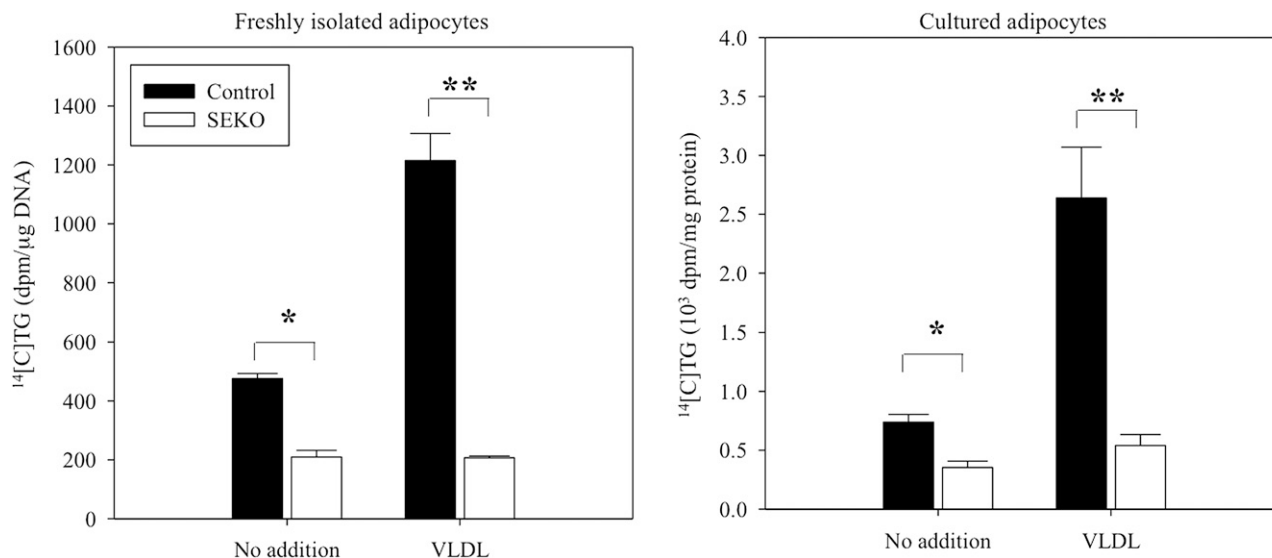 Freshly isolated adipocytes
1600
1400
1200
1000
800
600
400
200
0
¹⁴[C]TG (dpm/µg DNA)
Control
SEKO
*
**
No addition VLDL
Cultured adipocytes
4.0
3.5
3.0
2.5
2.0
1.5
1.0
0.5
0.0
¹⁴[C]TG (10³ dpm/mg protein)
*
**
No addition VLDL